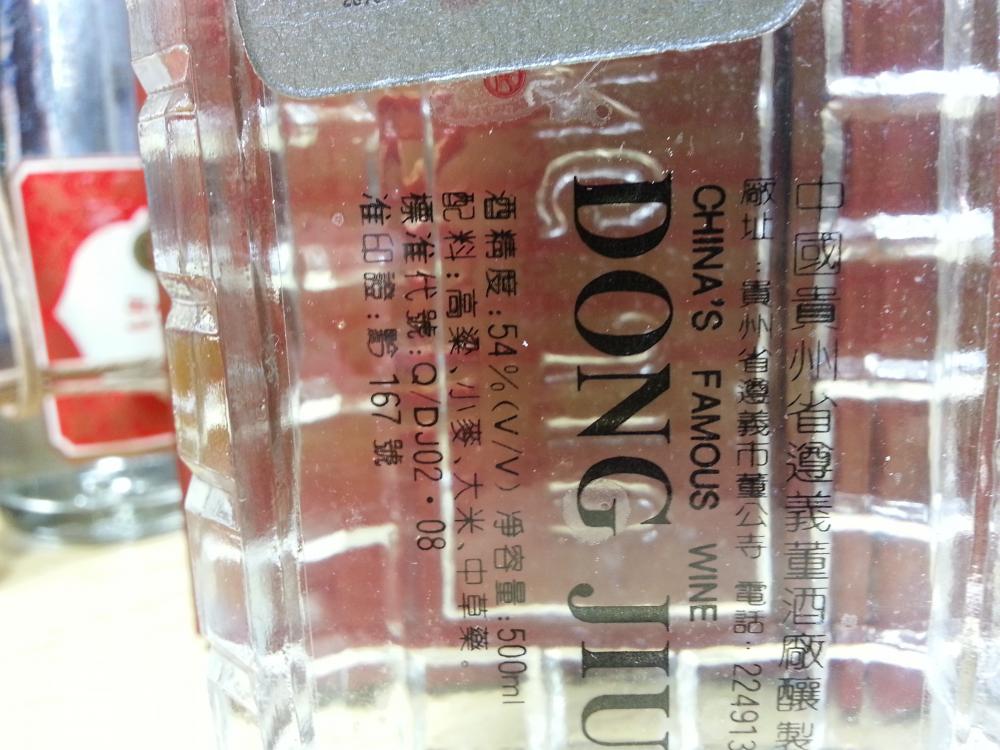 中國貴州省遵義董酒廠釀製
廠址:貴州省遵義市董公寺 電話:224913
CHINA'S FAMOUS WINE
DONG JIU
酒精度:54%(V/V) 净容量:500ml
配料:高粱、小麥、大米、中草藥。
標准代號:Q/DJ02·08
准印證:黔 167 號